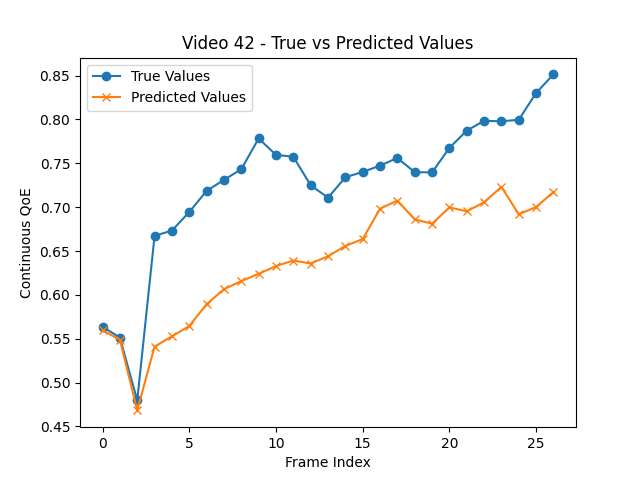 Video 42 - True vs Predicted Values
True Values
Predicted Values
Continuous QoE
0.85
0.80
0.75
0.70
0.65
0.60
0.55
0.50
0.45
0 5 10 15 20 25
Frame Index